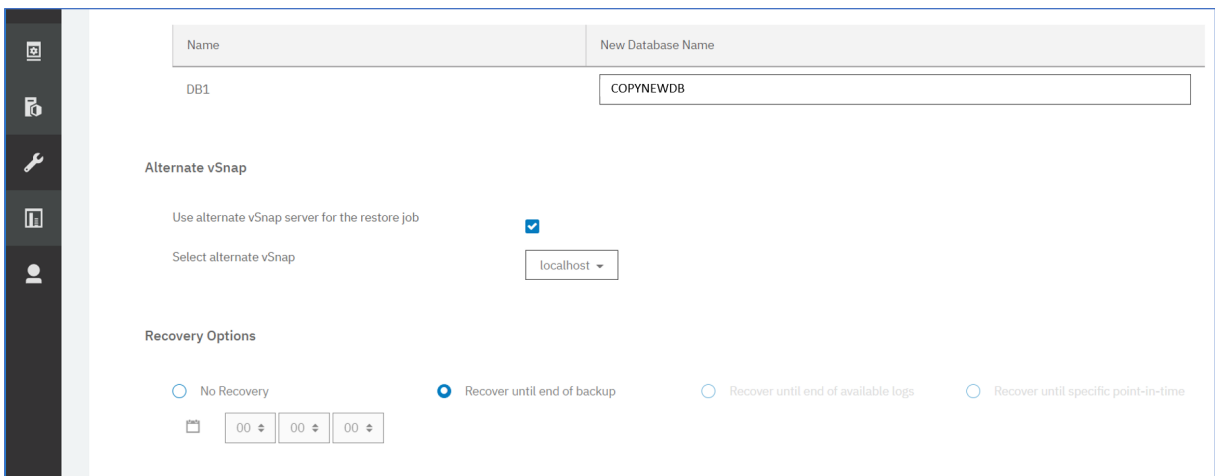 Name New Database Name
DB1 COPYNEWDB
Alternate vSnap
Use alternate vSnap server for the restore job
Select alternate vSnap localhost
Recovery Options
No Recovery Recover until end of backup Recover until end of available logs Recover until specific point-in-time
00 00 00